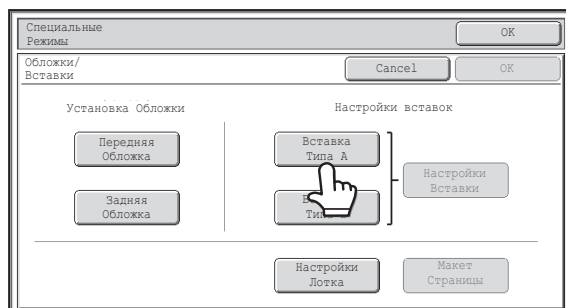 Специальные
Режимы
OK
Обложки/
Вставки
Cancel
OK
Установка Обложки
Настройки вставок
Передняя
Обложка
Вставка
Типа A
Настройки
Вставки
Задняя
Обложка
Типа
Настройки
Лотка
Макет
Страницы